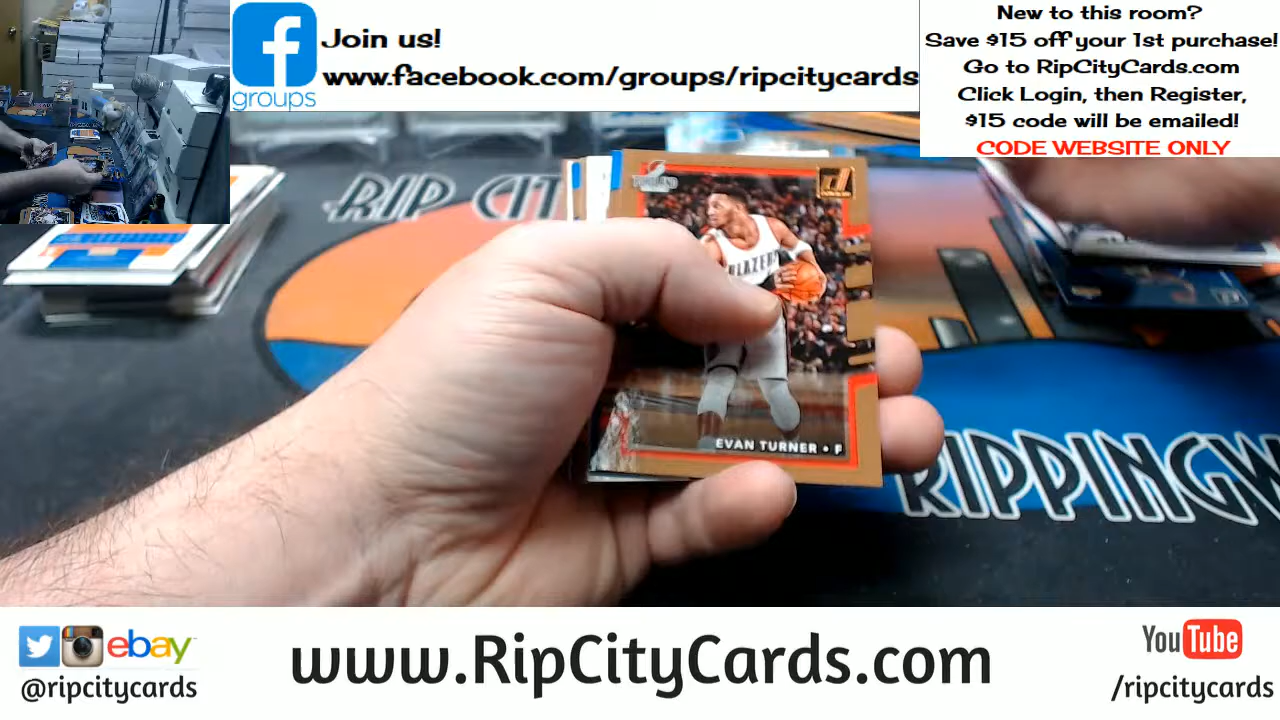 Join us!
www.facebook.com/groups/ripcitycards
groups
New to this room?
Save $15 off your 1st purchase!
Go to RipCityCards.com
Click Login, then Register,
$15 code will be emailed!
CODE WEBSITE ONLY
RIP CIT
BLAZERS
EVAN TURNER • F
RIPPINGW
ebay
@ripcitycards
www.RipCityCards.com
YouTube
/ripcitycards